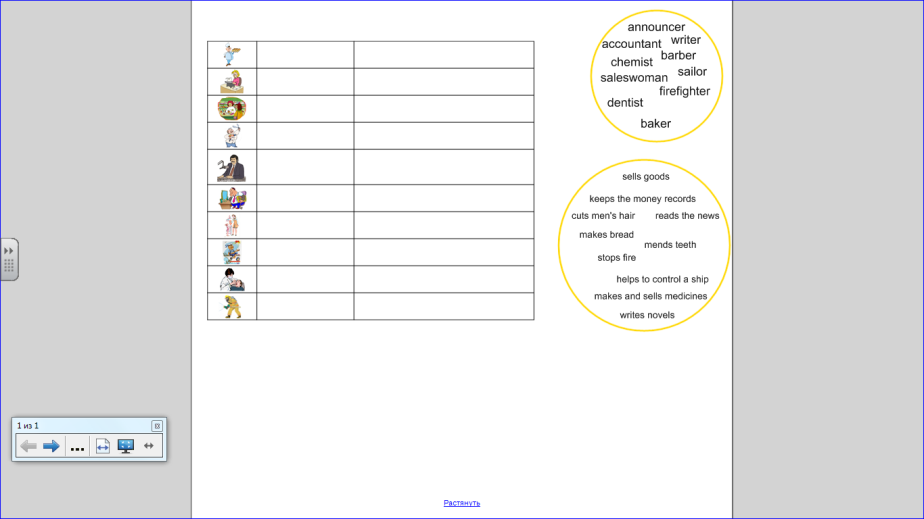 announcer
accountant writer
barber
chemist
sailor
saleswoman
firefighter
dentist
baker
sells goods
keeps the money records
cuts men's hair reads the news
makes bread
mends teeth
stops fire
helps to control a ship
makes and sells medicines
writes novels
1 из 1
Растянуть